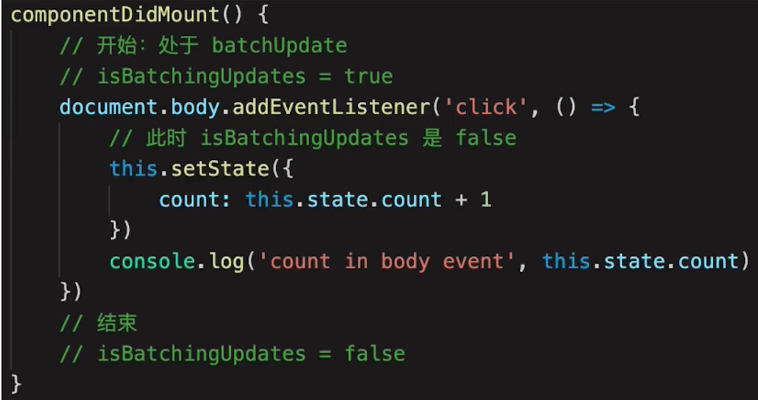 componentDidMount() {
// 开始：处于 batchUpdate
// isBatchingUpdates = true
document.body.addEventListener('click', () => {
// 此时 isBatchingUpdates 是 false
this.setState({
count: this.state.count + 1
})
console.log('count in body event', this.state.count)
})
// 结束
// isBatchingUpdates = false
}